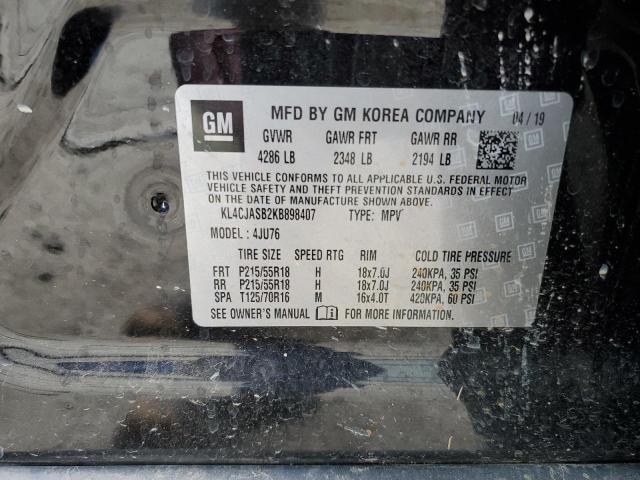 GM
MFD BY GM KOREA COMPANY 04/19
GVWR GAWR FRT GAWR RR
4286 LB 2348 LB 2194 LB
THIS VEHICLE CONFORMS TO ALL APPLICABLE U.S. FEDERAL MOTOR
VEHICLE SAFETY AND THEFT PREVENTION STANDARDS IN EFFECT
ON THE DATE OF MANUFACTURE SHOWN ABOVE.
KL4CJASB2KB898407 TYPE: MPV
MODEL: 4JU76
TIRE SIZE SPEED RTG RIM COLD TIRE PRESSURE
FRT P215/55R18 H 18x7.0J 240KPA, 35 PSI
RR P215/55R18 H 18x7.0J 240KPA, 35 PSI
SPA T125/70R16 M 16x4.0T 420KPA, 60 PSI
SEE OWNER'S MANUAL FOR MORE INFORMATION.